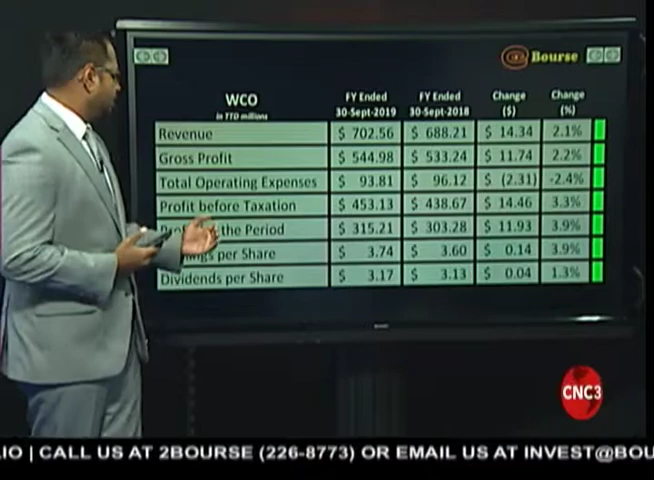 @ Bourse
WCO
in TTD millions
FY Ended
30-Sept-2019
FY Ended
30-Sept-2018
Change
($)
Change
(%)
Revenue $ 702.56 $ 688.21 $ 14.34 2.1%
Gross Profit $ 544.98 $ 533.24 $ 11.74 2.2%
Total Operating Expenses $ 93.81 $ 96.12 $ (2.31) -2.4%
Profit before Taxation $ 453.13 $ 438.67 $ 14.46 3.3%
the Period $ 315.21 $ 303.28 $ 11.93 3.9%
per Share $ 3.74 $ 3.60 $ 0.14 3.9%
Dividends per Share $ 3.17 $ 3.13 $ 0.04 1.3%
CNC3
IO | CALL US AT 2BOURSE (226-8773) OR EMAIL US AT INVEST@BOU